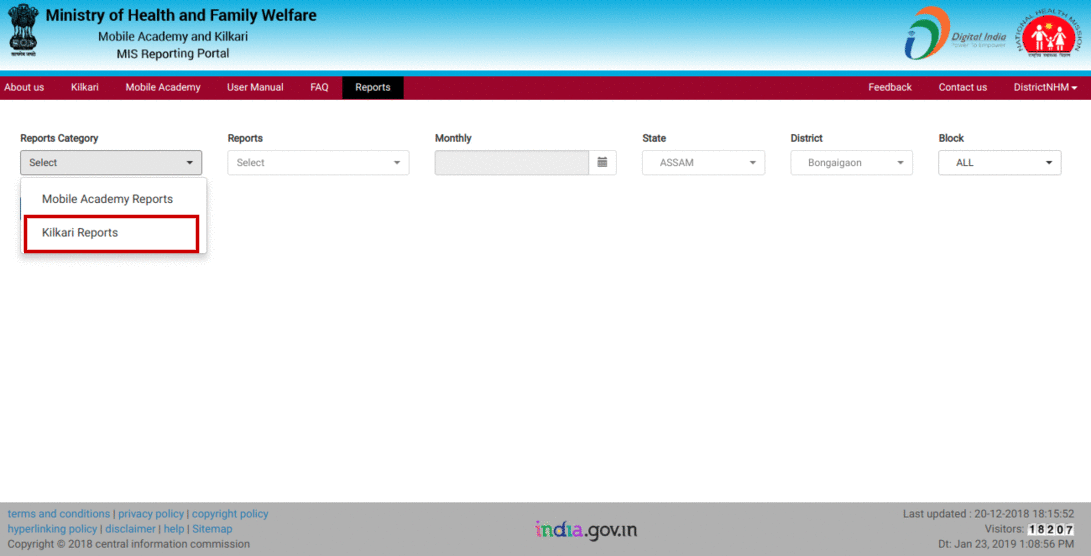 Ministry of Health and Family Welfare
Mobile Academy and Kilkari
MIS Reporting Portal
Digital India
NATIONAL HEALTH MISSION
About us Kilkari Mobile Academy User Manual FAQ Reports Feedback Contact us DistrictNHM
Reports Category Reports Monthly State District Block
Select Select ASSAM Bongaigaon ALL
Mobile Academy Reports
Kilkari Reports
terms and conditions | privacy policy | copyright policy
hyperlinking policy | disclaimer | help | Sitemap
Copyright © 2018 central information commission
india.gov.in
Last updated : 20-12-2018 18:15:52
Visitors: 18207
Dt: Jan 23, 2019 1:08:56 PM